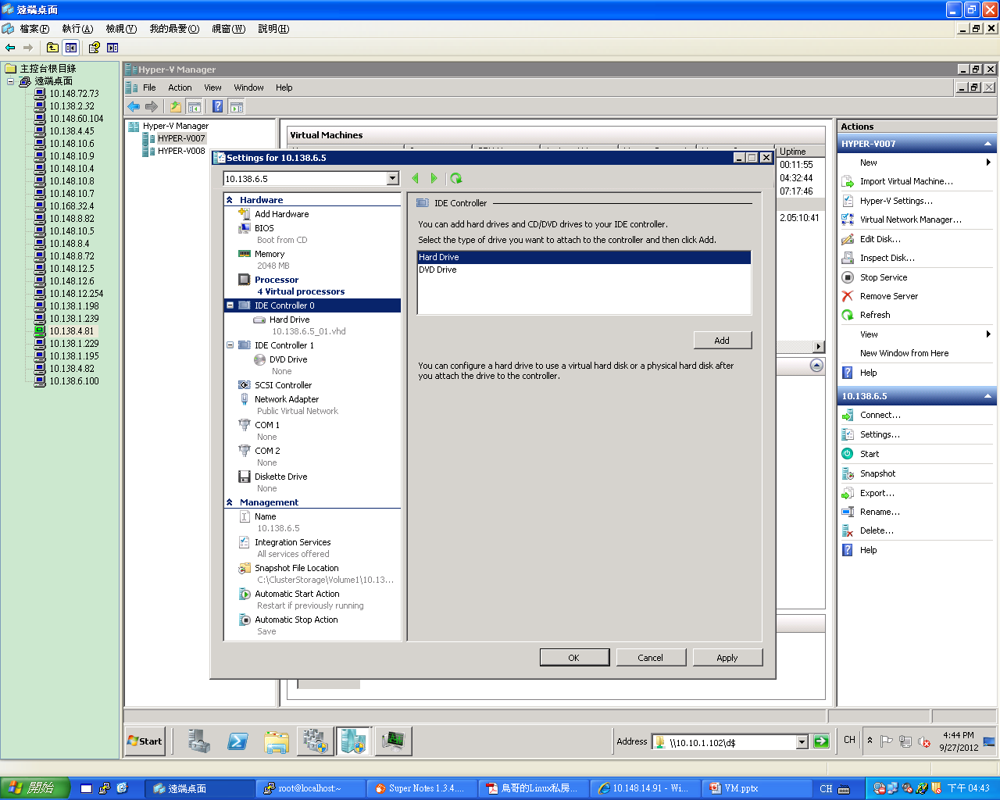 遠端桌面
檔案(F) 執行(A) 檢視(V) 我的最愛(O) 視窗(W) 說明(H)
主控台根目錄
遠端桌面
10.148.72.73
10.138.2.32
10.148.60.104
10.138.4.45
10.148.10.6
10.148.10.9
10.148.10.4
10.148.10.8
10.148.10.7
10.168.32.4
10.148.8.82
10.148.10.5
10.148.8.4
10.148.8.72
10.148.12.5
10.148.12.6
10.148.12.254
10.138.1.198
10.138.1.239
10.138.4.81
10.138.1.229
10.138.1.195
10.138.4.82
10.138.6.100
Hyper-V Manager
File Action View Window Help
Hyper-V Manager
HYPER-V007
HYPER-V008
Virtual Machines
Uptime
00:11:55
04:32:44
07:17:46
2.05:10:41
Settings for 10.138.6.5
10.138.6.5
Hardware
Add Hardware
BIOS
Boot from CD
Memory
2048 MB
Processor
4 Virtual processors
IDE Controller 0
Hard Drive
10.138.6.5_01.vhd
IDE Controller 1
DVD Drive
None
SCSI Controller
Network Adapter
Public Virtual Network
COM 1
None
COM 2
None
Diskette Drive
None
Management
Name
10.138.6.5
Integration Services
All services offered
Snapshot File Location
C:\ClusterStorage\Volume1\10.13...
Automatic Start Action
Restart if previously running
Automatic Stop Action
Save
IDE Controller
You can add hard drives and CD/DVD drives to your IDE controller.
Select the type of drive you want to attach to the controller and then click Add.
Hard Drive
DVD Drive
Add
You can configure a hard drive to use a virtual hard disk or a physical hard disk after
you attach the drive to the controller.
OK Cancel Apply
Actions
HYPER-V007
New
Import Virtual Machine...
Hyper-V Settings...
Virtual Network Manager...
Edit Disk...
Inspect Disk...
Stop Service
Remove Server
Refresh
View
New Window from Here
Help
10.138.6.5
Connect...
Settings...
Start
Snapshot
Export...
Rename...
Delete...
Help
Start
Address \\10.10.1.102\d$
CH
4:44 PM
9/27/2012
開始
遠端桌面
root@localhost:~
Super Notes 1.3.4....
鳥哥的Linux私房...
10.148.14.91 - Wi...
VM.pptx
CH
下午 04:43